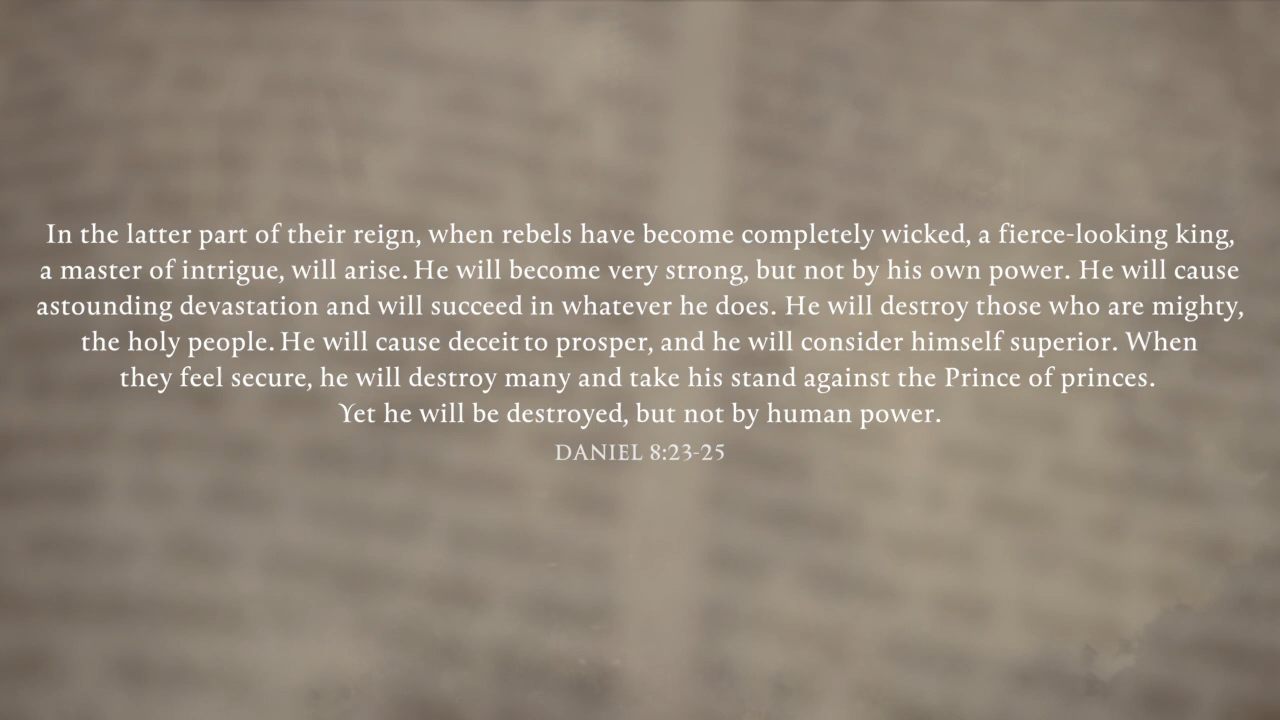 In the latter part of their reign, when rebels have become completely wicked, a fierce-looking king,
a master of intrigue, will arise. He will become very strong, but not by his own power. He will cause
astounding devastation and will succeed in whatever he does. He will destroy those who are mighty,
the holy people. He will cause deceit to prosper, and he will consider himself superior. When
they feel secure, he will destroy many and take his stand against the Prince of princes.
Yet he will be destroyed, but not by human power.
DANIEL 8:23-25